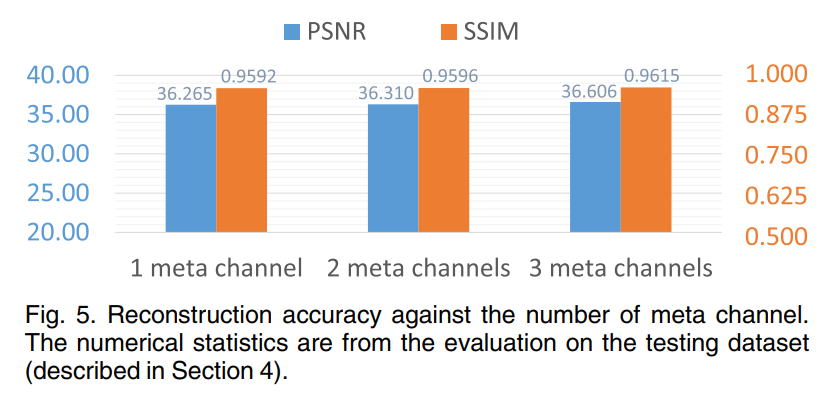 PSNR SSIM
40.00 1.000
36.265 0.9592 36.310 0.9596 36.606 0.9615
35.00 0.875
30.00 0.750
25.00 0.625
20.00 0.500
1 meta channel 2 meta channels 3 meta channels
Fig. 5. Reconstruction accuracy against the number of meta channel.
The numerical statistics are from the evaluation on the testing dataset
(described in Section 4).